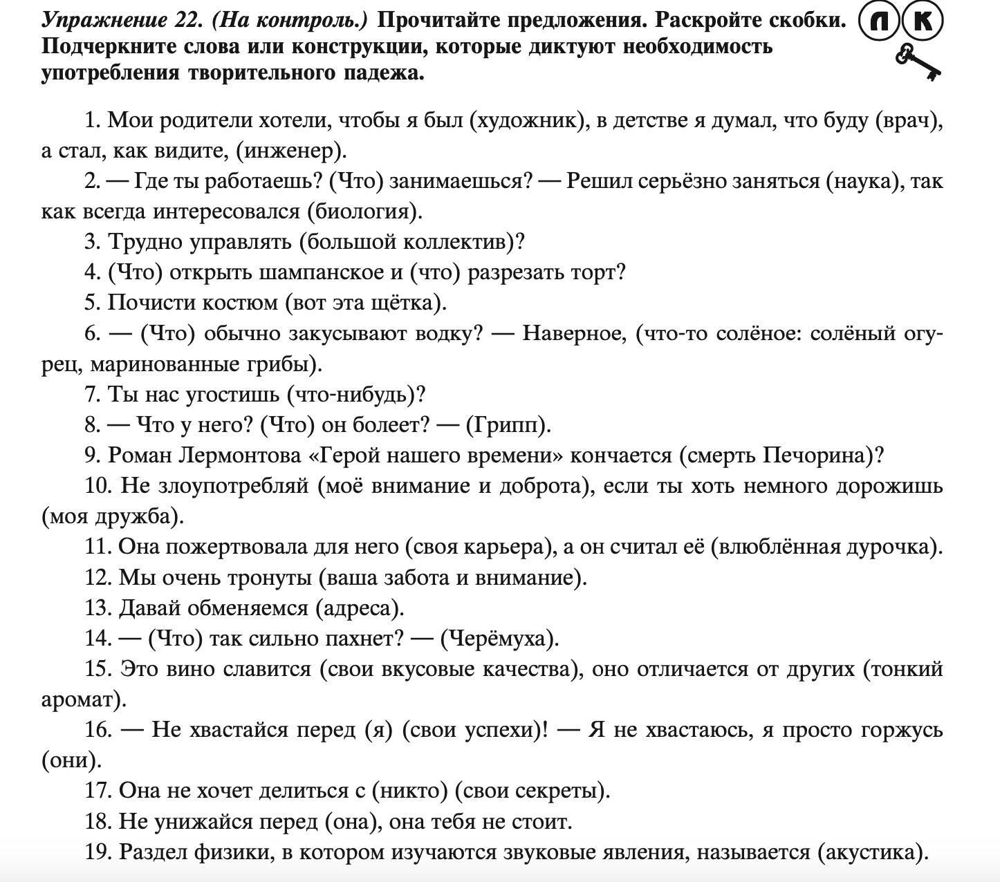 Упражнение 22. (На контроль.) Прочитайте предложения. Раскройте скобки. Л К
Подчеркните слова или конструкции, которые диктуют необходимость
употребления творительного падежа.
1. Мои родители хотели, чтобы я был (художник), в детстве я думал, что буду (врач),
а стал, как видите, (инженер).
2. — Где ты работаешь? (Что) занимаешься? — Решил серьёзно заняться (наука), так
как всегда интересовался (биология).
3. Трудно управлять (большой коллектив)?
4. (Что) открыть шампанское и (что) разрезать торт?
5. Почисти костюм (вот эта щётка).
6. — (Что) обычно закусывают водку? — Наверное, (что-то солёное: солёный огу-
рец, маринованные грибы).
7. Ты нас угостишь (что-нибудь)?
8. — Что у него? (Что) он болеет? — (Грипп).
9. Роман Лермонтова «Герой нашего времени» кончается (смерть Печорина)?
10. Не злоупотребляй (моё внимание и доброта), если ты хоть немного дорожишь
(моя дружба).
11. Она пожертвовала для него (своя карьера), а он считал её (влюблённая дурочка).
12. Мы очень тронуты (ваша забота и внимание).
13. Давай обменяемся (адреса).
14. — (Что) так сильно пахнет? — (Черёмуха).
15. Это вино славится (свои вкусовые качества), оно отличается от других (тонкий
аромат).
16. — Не хвастайся перед (я) (свои успехи)! — Я не хвастаюсь, я просто горжусь
(они).
17. Она не хочет делиться с (никто) (свои секреты).
18. Не унижайся перед (она), она тебя не стоит.
19. Раздел физики, в котором изучаются звуковые явления, называется (акустика).